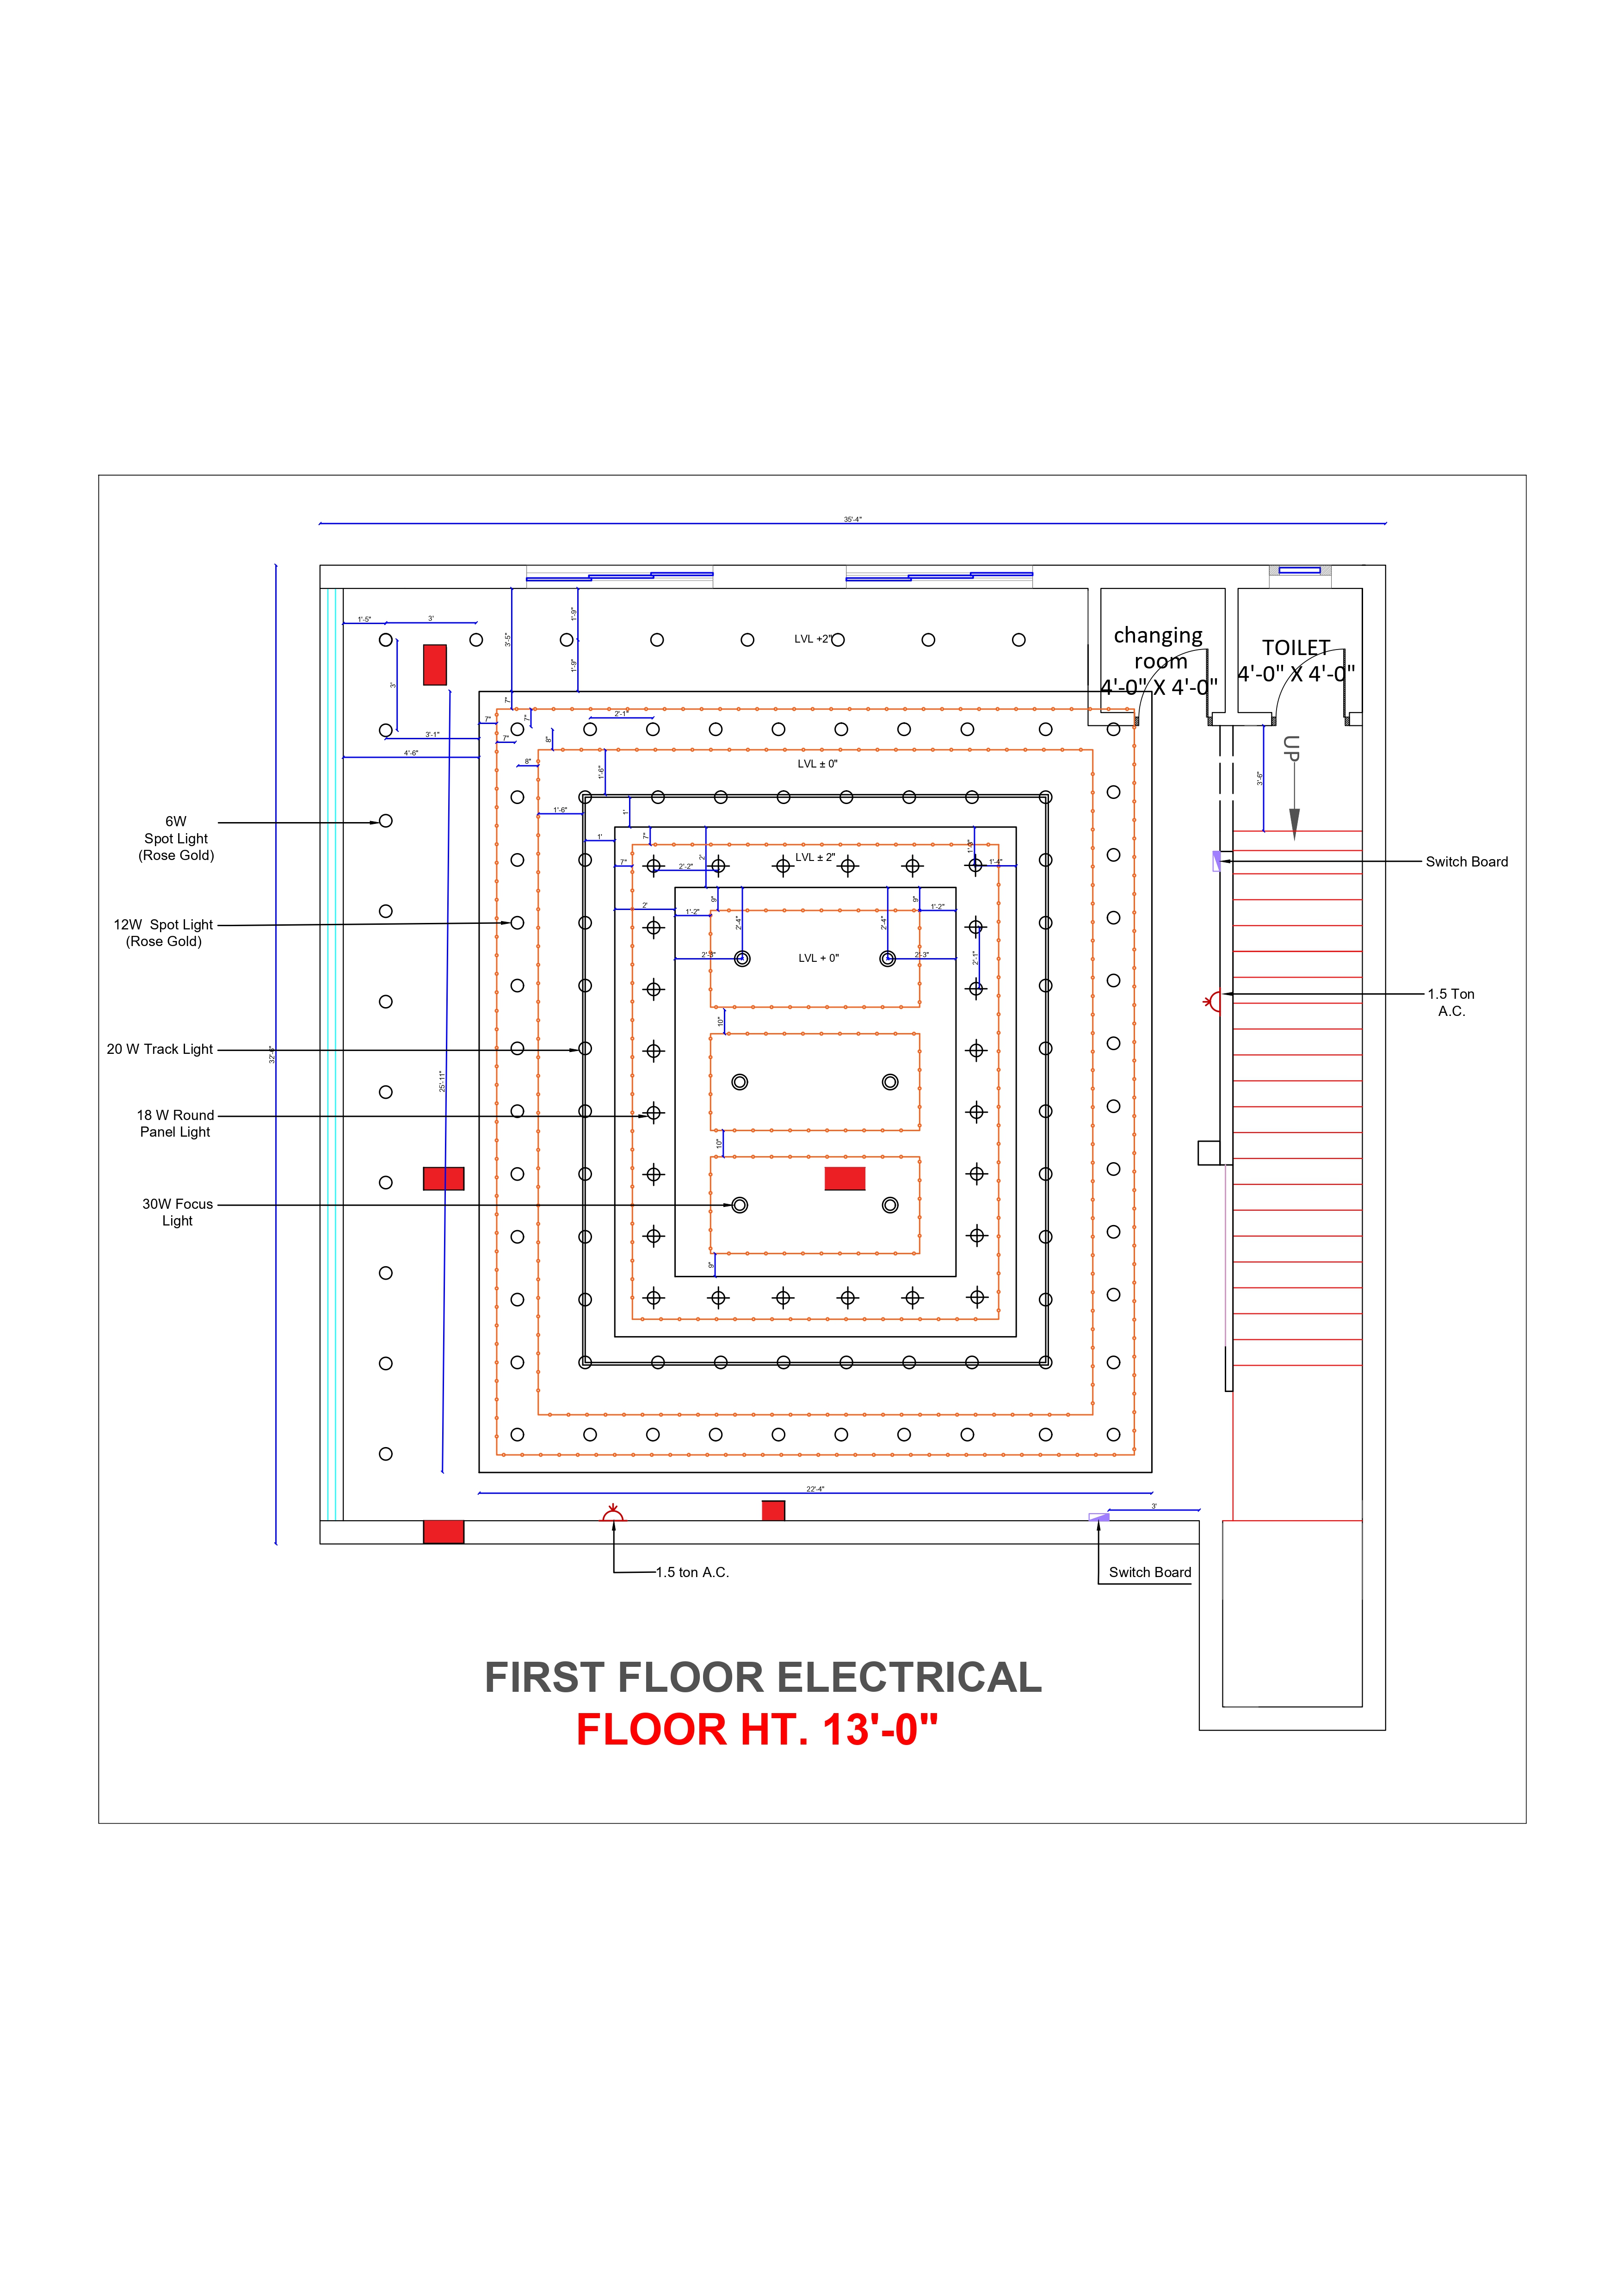 35'-4"
1'-5"
3'
3'-5"
1'-9"
1'-9"
LVL +2"
changing
room
4'-0" X 4'-0"
TOILET
4'-0" X 4'-0"
3'
7"
7"
7"
7"
2'-1"
8"
3'-1"
4'-6"
8"
LVL ± 0"
1'-6"
UP
3'-6"
1'-6"
1'
1'
7"
7"
6W
Spot Light
(Rose Gold)
2'
LVL ± 2"
2'-2"
1'-4"
Switch Board
9"
9"
2'
1'-2"
1'-2"
12W  Spot Light
(Rose Gold)
2'-4"
2'-4"
2'-3"
LVL + 0"
2'-3"
2'-1"
1.5 Ton
A.C.
10"
20 W Track Light
32'-6"
25'-11"
18 W Round
Panel Light
10"
30W Focus
Light
9"
22'-4"
3'
1.5 ton A.C.
Switch Board
FIRST FLOOR ELECTRICAL
FLOOR HT. 13'-0"